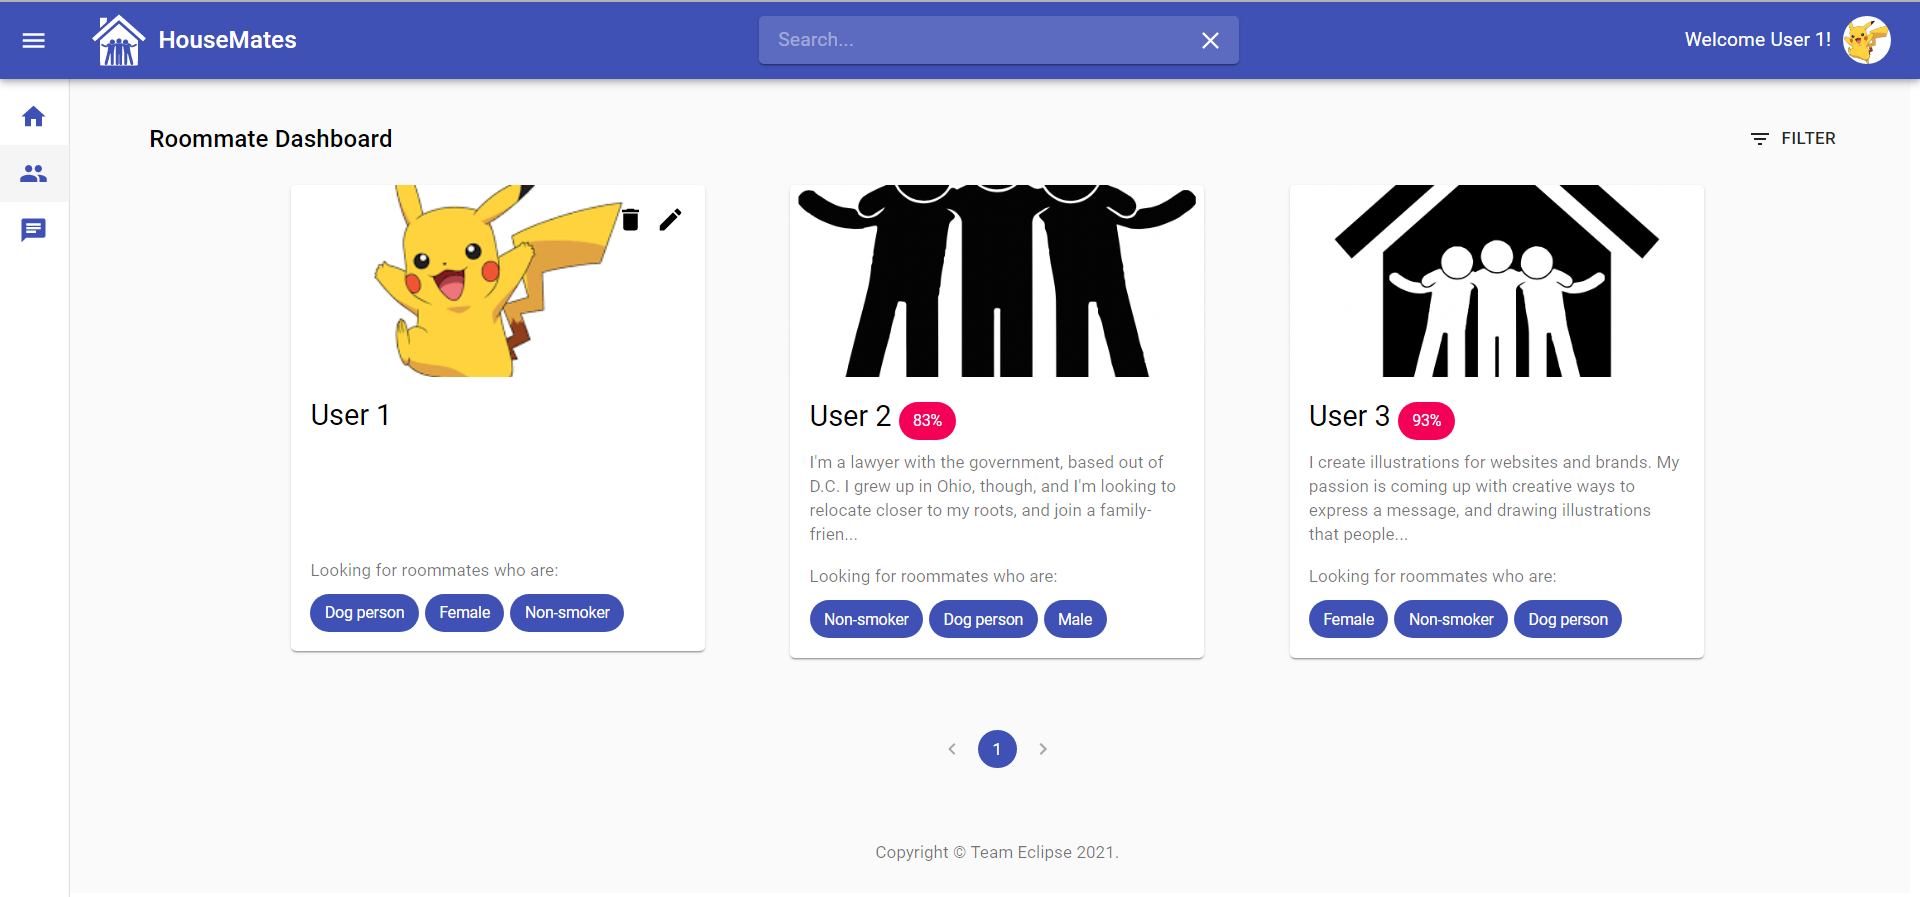 HouseMates
Search...
Welcome User 1!
Roommate Dashboard
FILTER
User 1
Looking for roommates who are:
Dog person Female Non-smoker
User 2 83%
I'm a lawyer with the government, based out of
D.C. I grew up in Ohio, though, and I'm looking to
relocate closer to my roots, and join a family-
frien...
Looking for roommates who are:
Non-smoker Dog person Male
User 3 93%
I create illustrations for websites and brands. My
passion is coming up with creative ways to
express a message, and drawing illustrations
that people...
Looking for roommates who are:
Female Non-smoker Dog person
1
Copyright © Team Eclipse 2021.